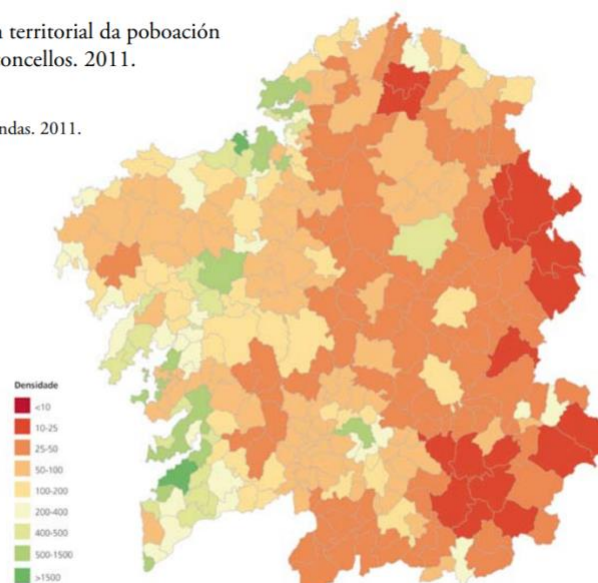 n territorial da poboación
oncellos. 2011.
ndas. 2011.
Densidade
<10
10-25
25-50
50-100
100-200
200-400
400-500
500-1500
>1500